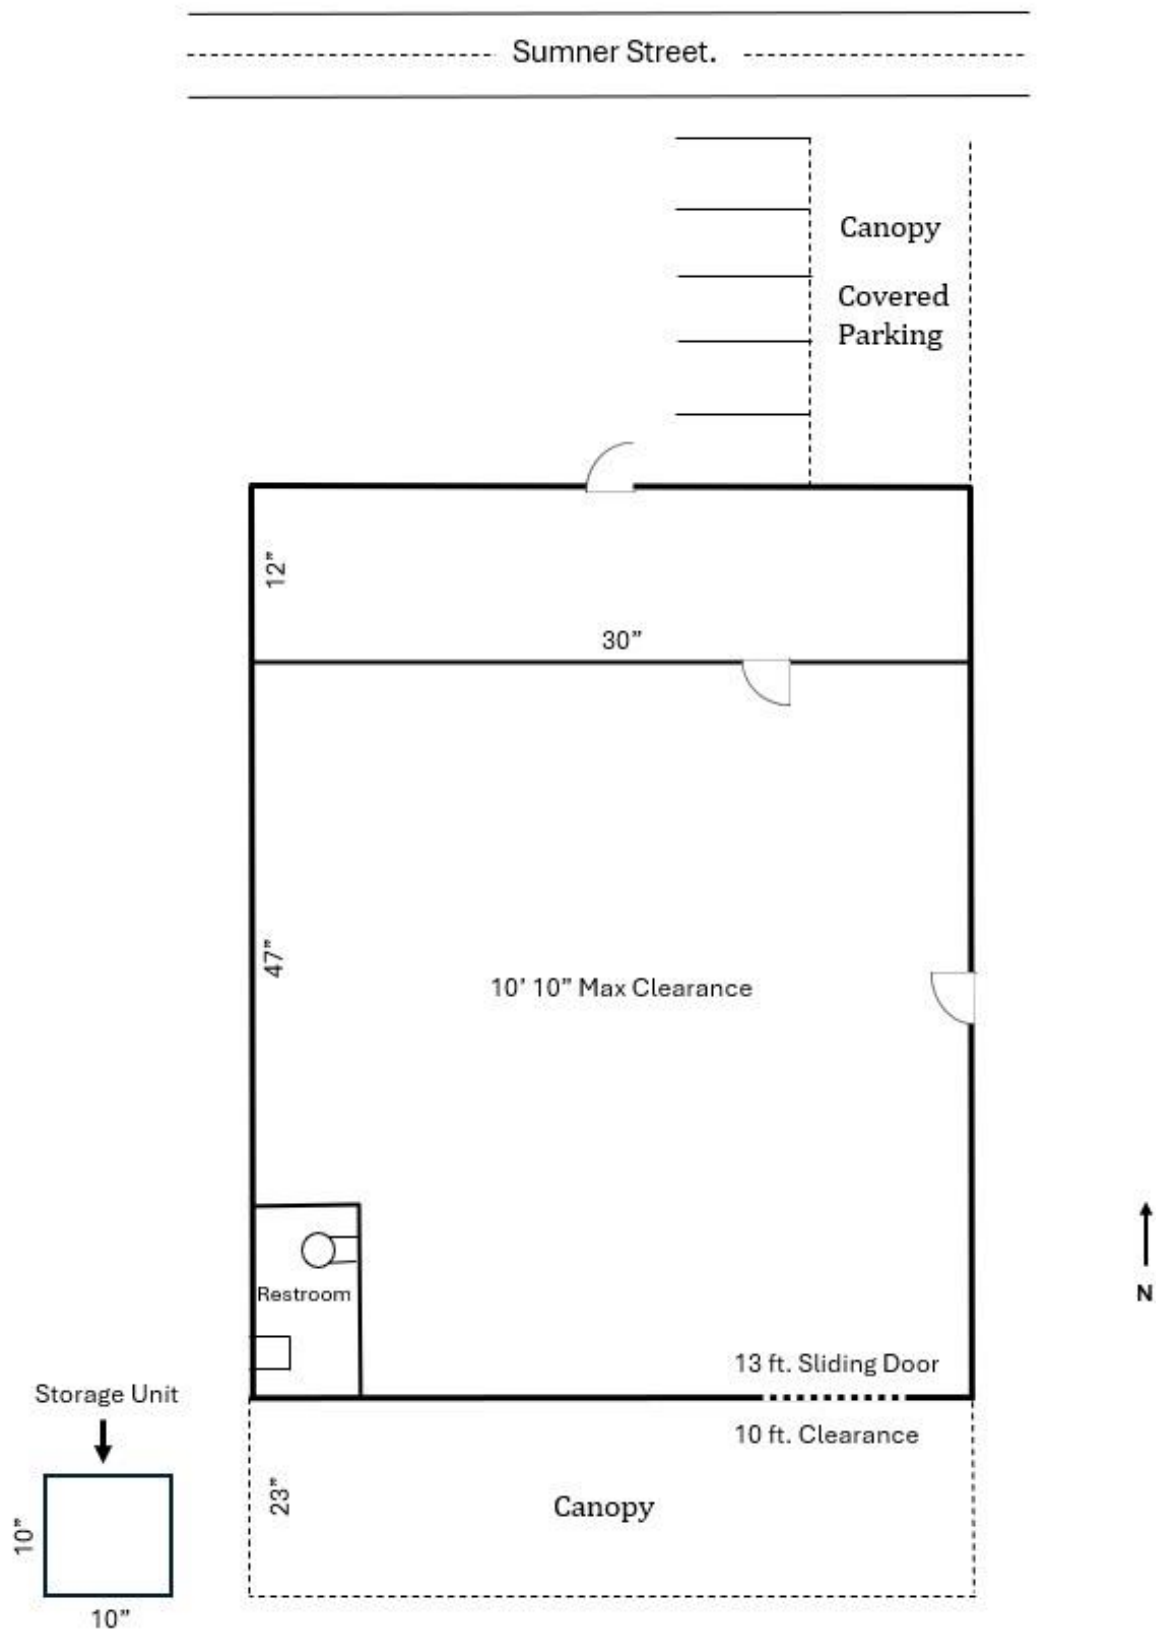 Sumner Street.
Canopy
Covered
Parking
12”
30”
47”
10’ 10” Max Clearance
Restroom
N
13 ft. Sliding Door
Storage Unit
10 ft. Clearance
23”
Canopy
10”
10”